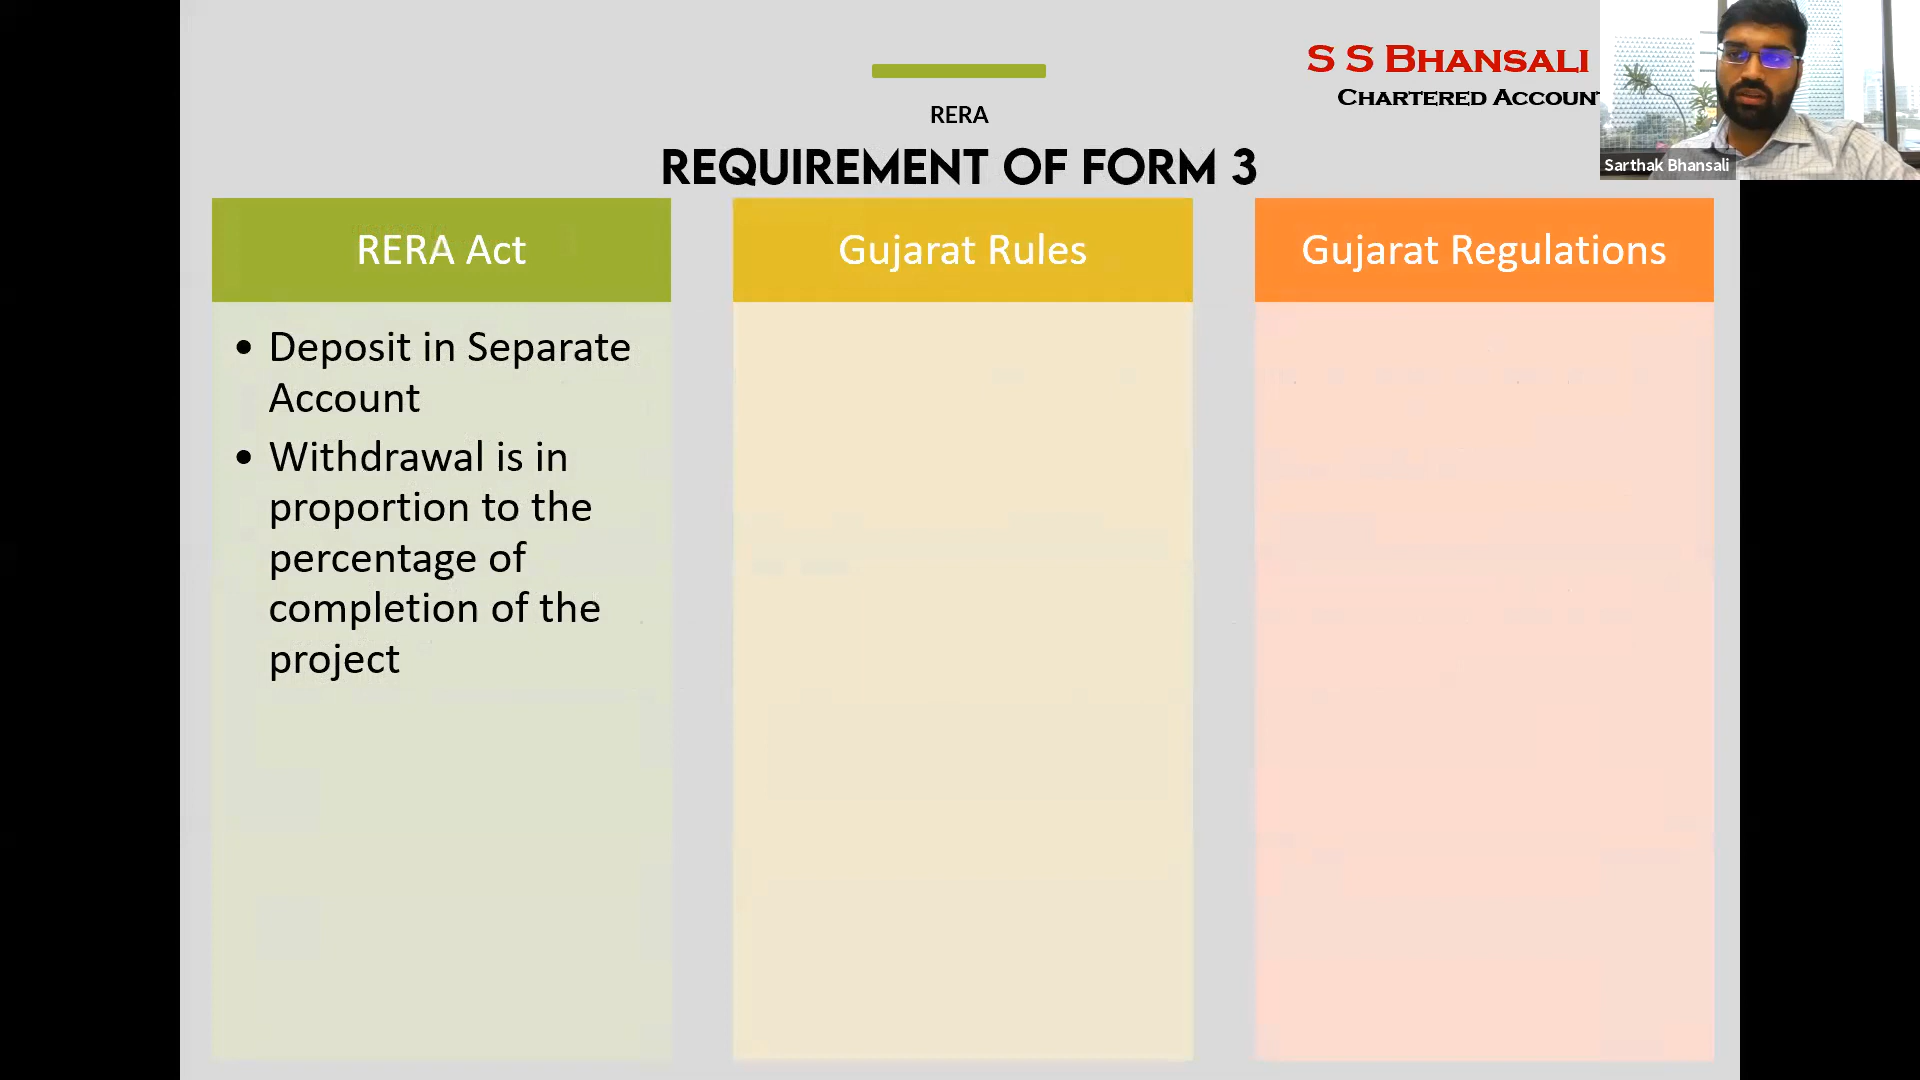 S S BHANSALI
CHARTERED ACCOUN
RERA
REQUIREMENT OF FORM 3
Sarthak Bhansali
RERA Act
Gujarat Rules
Gujarat Regulations
• Deposit in Separate
Account
• Withdrawal is in
proportion to the
percentage of
completion of the
project